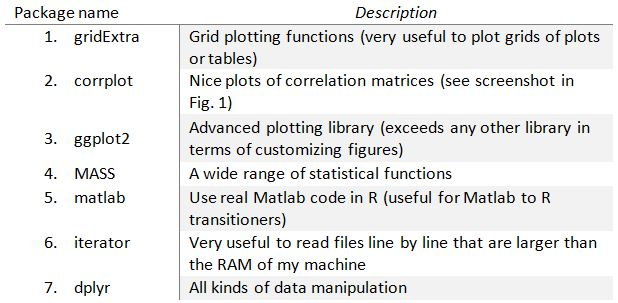 Package name Description
1. gridExtra Grid plotting functions (very useful to plot grids of plots
or tables)
2. corrplot Nice plots of correlation matrices (see screenshot in
Fig. 1)
3. ggplot2 Advanced plotting library (exceeds any other library in
terms of customizing figures)
4. MASS A wide range of statistical functions
5. matlab Use real Matlab code in R (useful for Matlab to R
transitioners)
6. iterator Very useful to read files line by line that are larger than
the RAM of my machine
7. dplyr All kinds of data manipulation